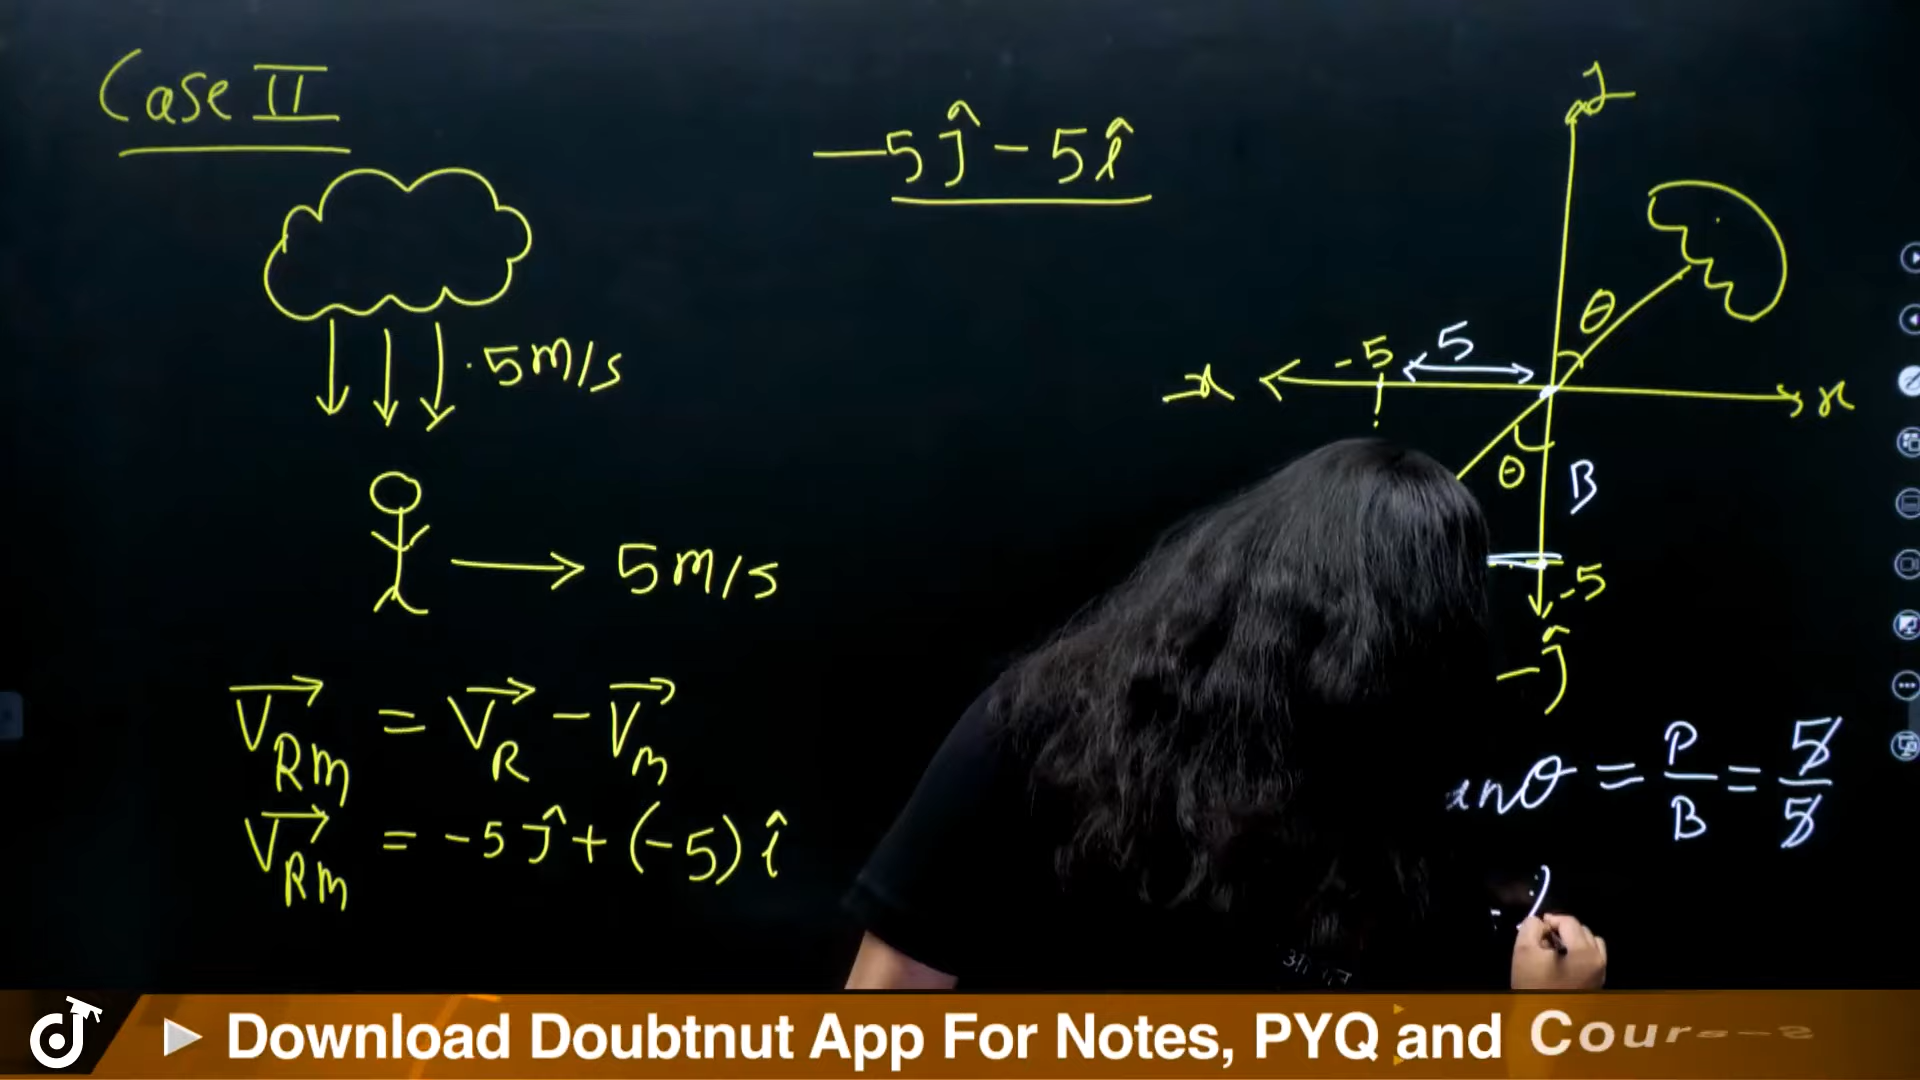 Case II
-5ĵ - 5î
θ
-5
5
-x
x
.5m/s
θ
B
-5
5m/s
-ĵ
V⃗Rm = V⃗R - V⃗m
θ = P/B = 5/5
V⃗Rm = -5ĵ + (-5)î
Download Doubtnut App For Notes, PYQ and